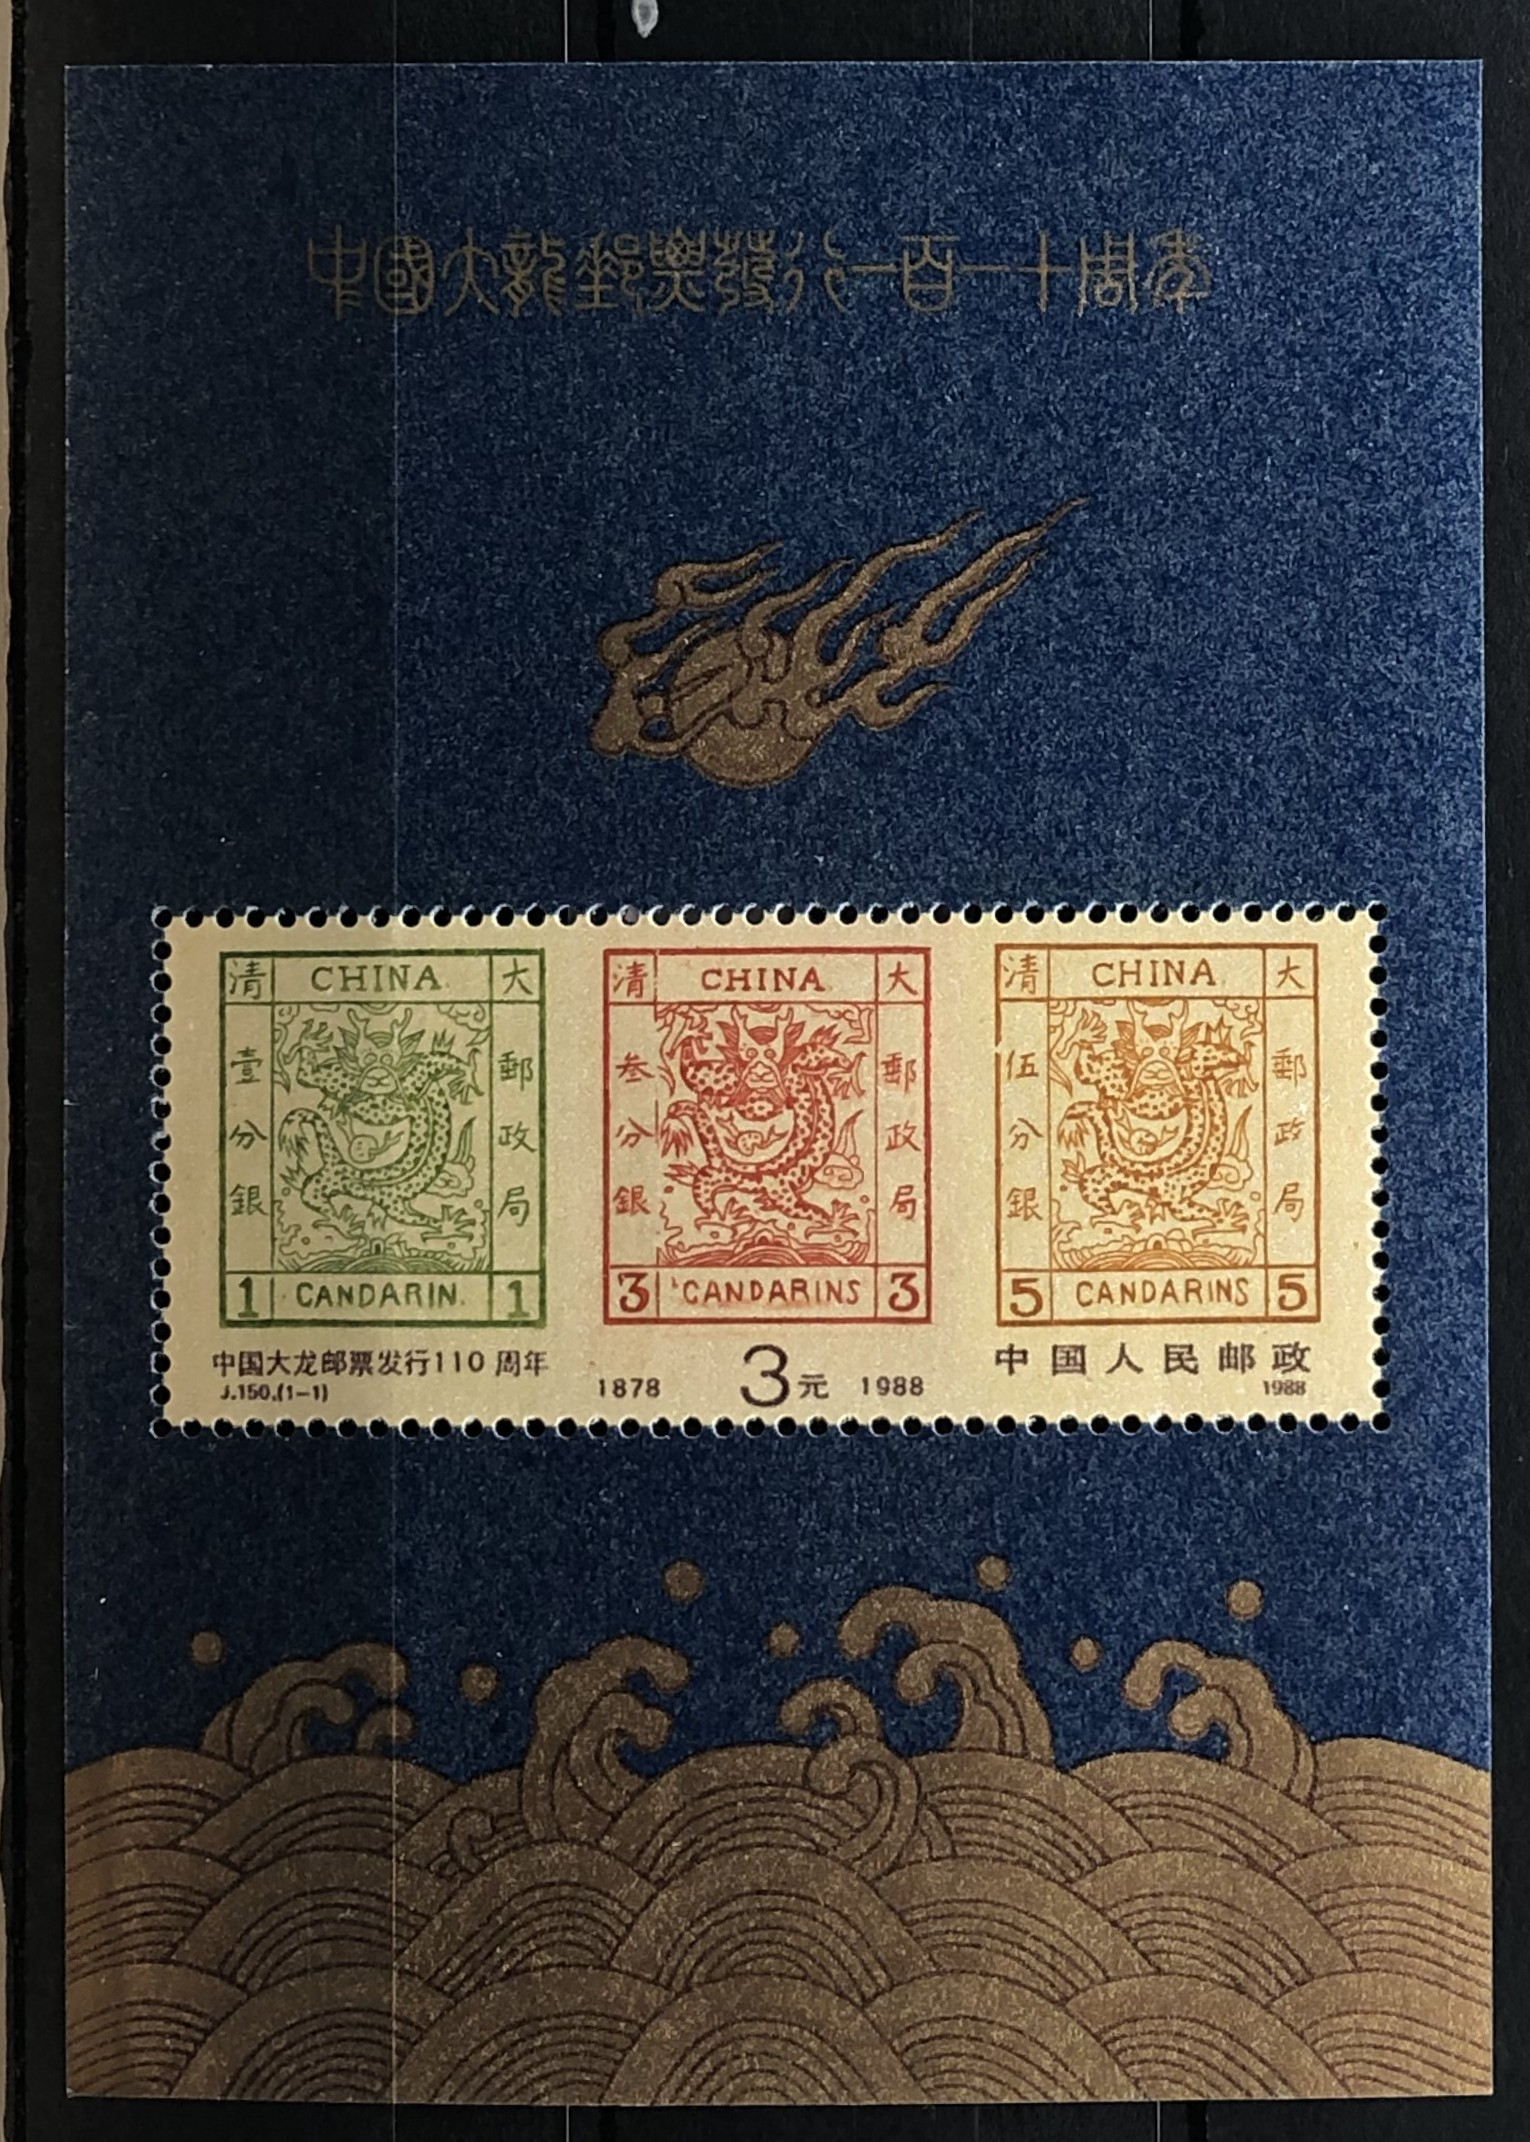 中國大龍郵票發行一百一十周年
清 CHINA. 大
壹分銀
郵政局
1 CANDARIN. 1
清 CHINA. 大
叁分銀
郵政局
3 CANDARINS 3
清 CHINA. 大
伍分銀
郵政局
5 CANDARINS 5
中国大龙邮票发行110周年
J.150.(1-1)
1878 3元 1988
中国人民邮政
1988